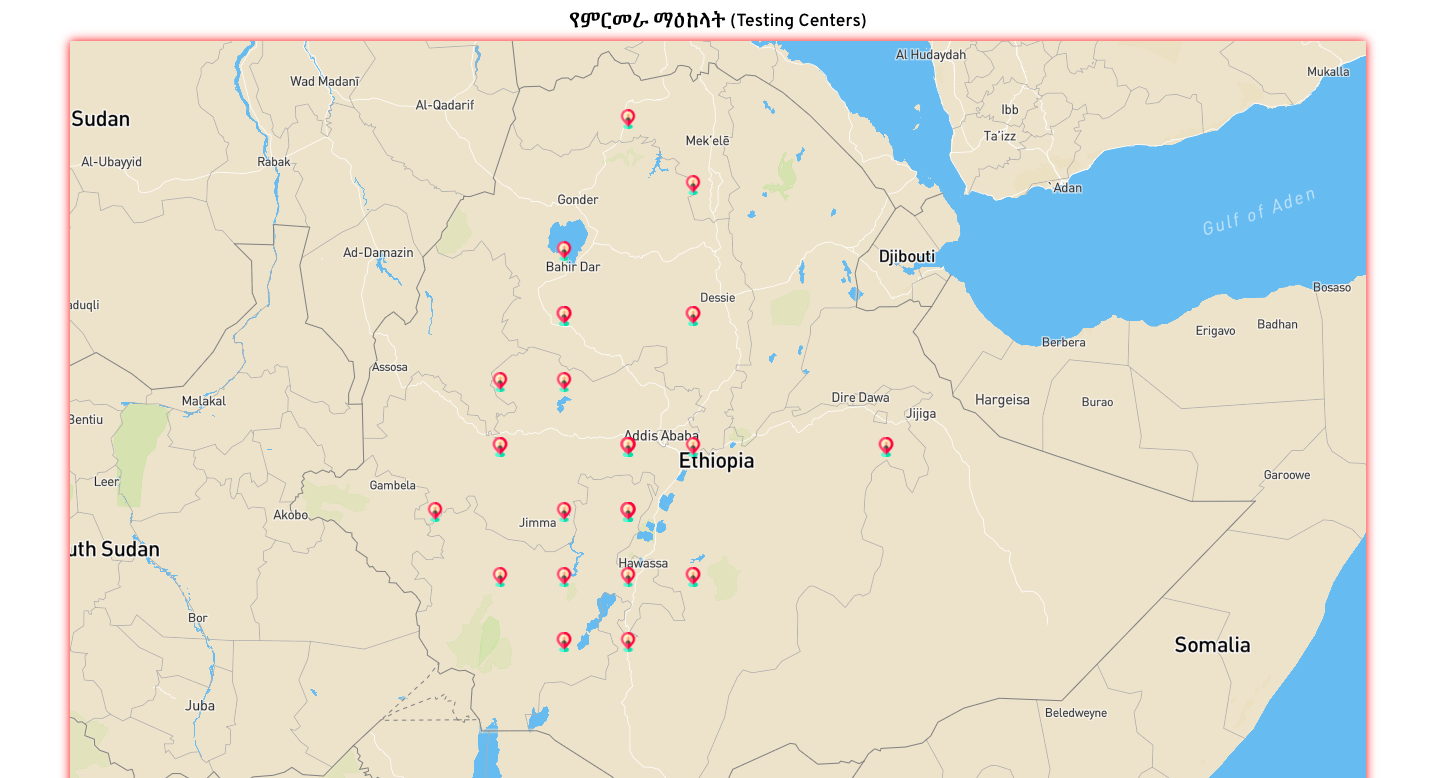 የምርመራ ማዕከላት (Testing Centers)
Al Hudaydah
Mukalla
Wad Madanī
Al-Qadarif
Ibb
Sudan
Ta'izz
Mek'elē
Al-Ubayyid
Rabak
Adan
Gonder
Gulf of Aden
Ad-Damazin
Djibouti
Bahir Dar
Bosaso
Dessie
aduqli
Badhan
Erigavo
Berbera
Assosa
Dire Dawa
Malakal
Hargeisa
Burao
Jijiga
Bentiu
Addis Ababa
Ethiopia
Garoowe
Leer
Gambela
Akobo
Jimma
uth Sudan
Hawassa
Bor
Somalia
Juba
Beledweyne